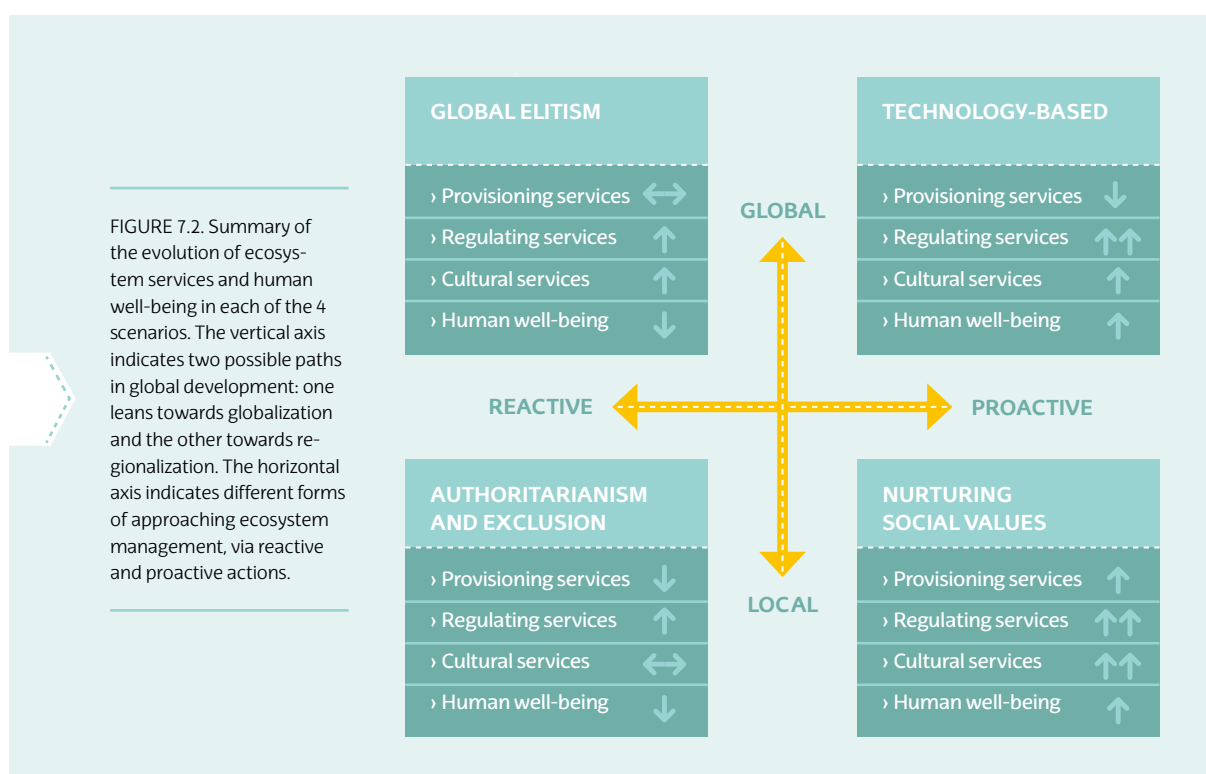 FIGURE 7.2. Summary of
the evolution of ecosys-
tem services and human
well-being in each of the 4
scenarios. The vertical axis
indicates two possible paths
in global development: one
leans towards globalization
and the other towards re-
gionalization. The horizontal
axis indicates different forms
of approaching ecosystem
management, via reactive
and proactive actions.
GLOBAL ELITISM
› Provisioning services ↔
› Regulating services ↑
› Cultural services ↑
› Human well-being ↓
TECHNOLOGY-BASED
› Provisioning services ↓
› Regulating services ↑↑
› Cultural services ↑
› Human well-being ↑
GLOBAL
REACTIVE
PROACTIVE
LOCAL
AUTHORITARIANISM
AND EXCLUSION
› Provisioning services ↓
› Regulating services ↑
› Cultural services ↔
› Human well-being ↓
NURTURING
SOCIAL VALUES
› Provisioning services ↑
› Regulating services ↑↑
› Cultural services ↑↑
› Human well-being ↑